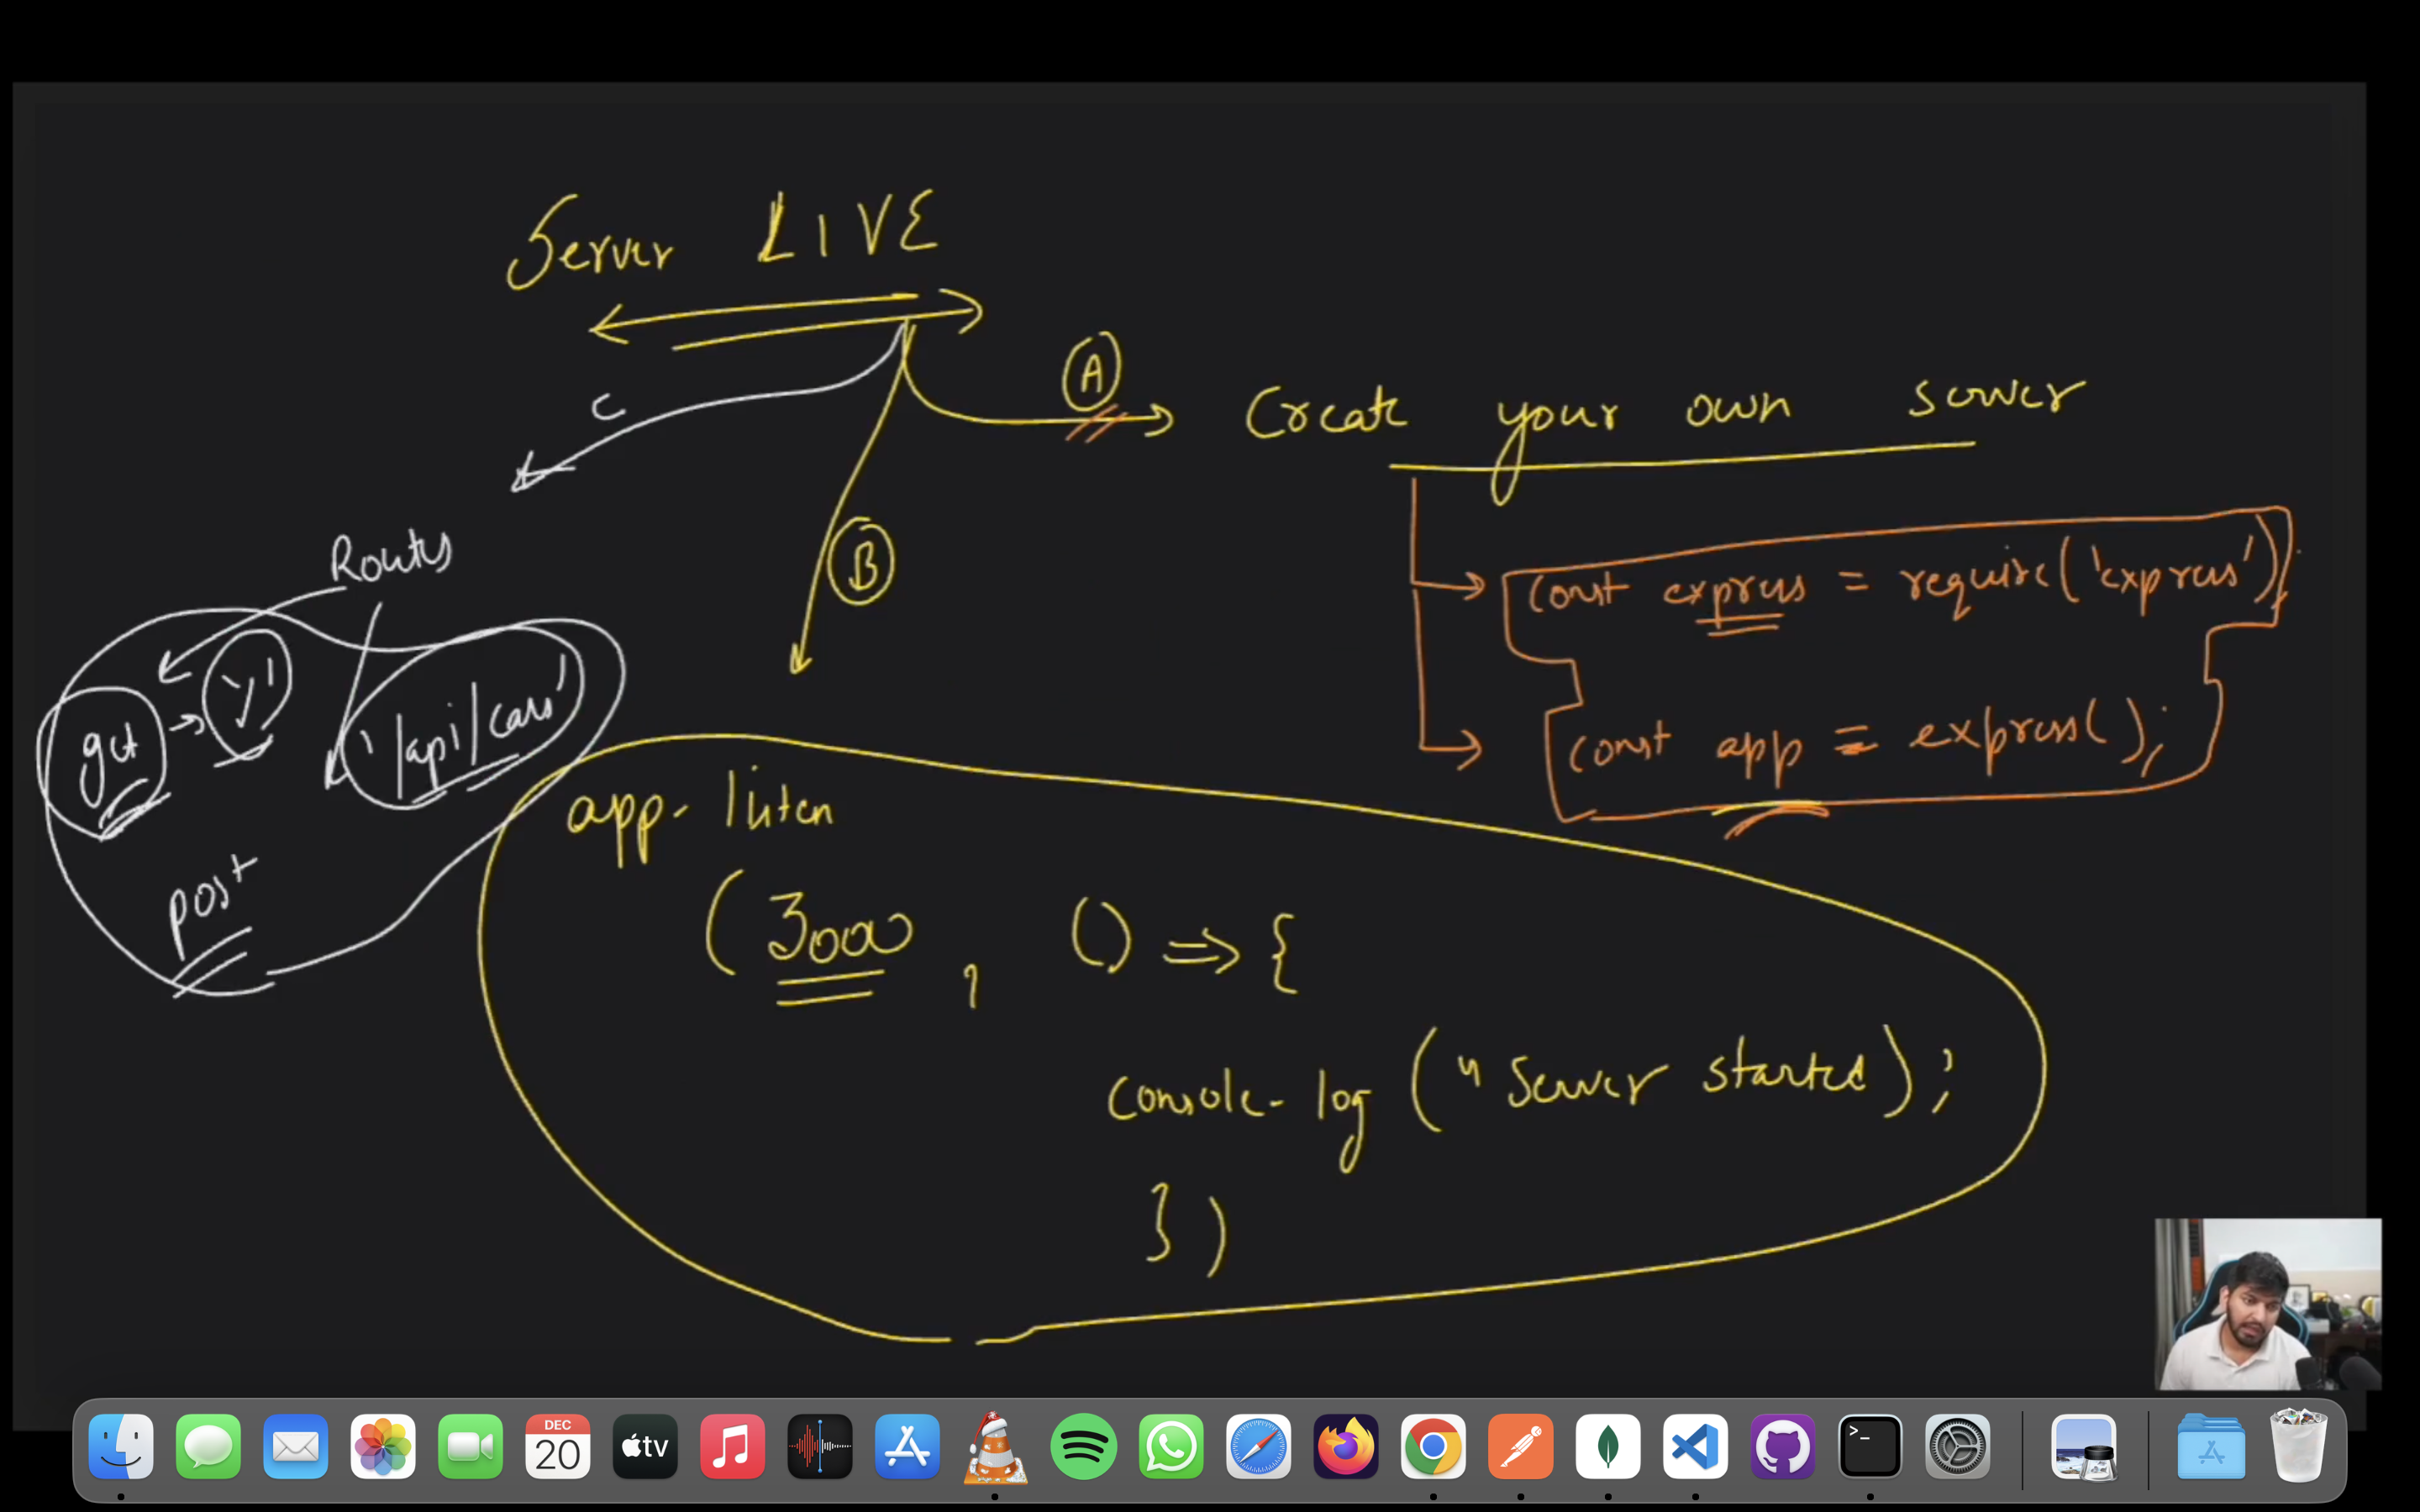 Server LIVE
A
Create your own server
C
B
Routes
const express = require('express');
const app = express();
get → '/'
'/api/cars'
post
app. listen
(3000, () => {
console.log ("Server started);
})
DEC
20
tv
>_